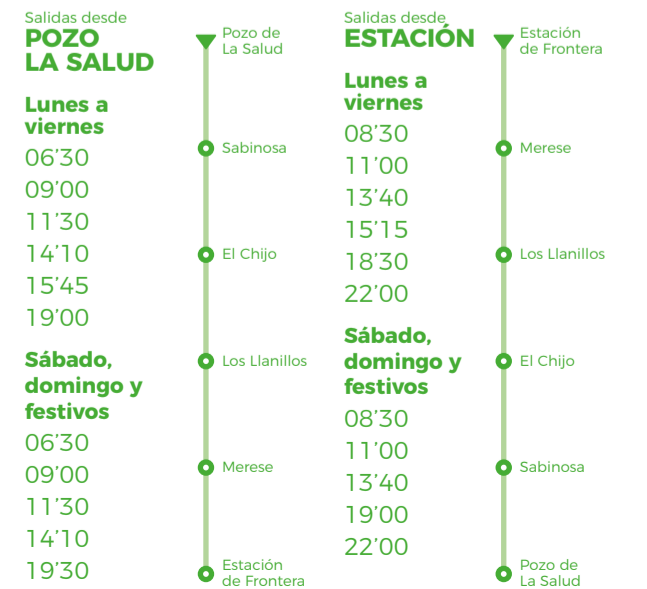 Salidas desde
POZO
LA SALUD
Lunes a
viernes
06'30
09'00
11'30
14'10
15'45
19'00
Sábado,
domingo y
festivos
06'30
09'00
11'30
14'10
19'30
Pozo de
La Salud
Sabinosa
El Chijo
Los Llanillos
Merese
Estación
de Frontera
Salidas desde
ESTACIÓN
Lunes a
viernes
08'30
11'00
13'40
15'15
18'30
22'00
Sábado,
domingo y
festivos
08'30
11'00
13'40
19'00
22'00
Estación
de Frontera
Merese
Los Llanillos
El Chijo
Sabinosa
Pozo de
La Salud